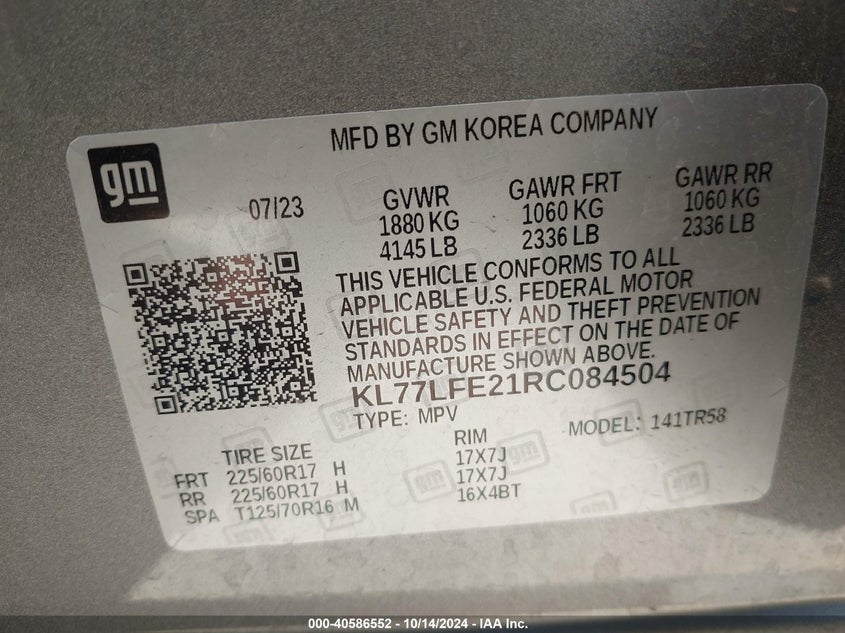 MFD BY GM KOREA COMPANY
gm
07/23
GVWR
1880 KG
4145 LB
GAWR FRT
1060 KG
2336 LB
GAWR RR
1060 KG
2336 LB
THIS VEHICLE CONFORMS TO ALL
APPLICABLE U.S. FEDERAL MOTOR
VEHICLE SAFETY AND THEFT PREVENTION
STANDARDS IN EFFECT ON THE DATE OF
MANUFACTURE SHOWN ABOVE.
KL77LFE21RC084504
TYPE: MPV
MODEL: 141TR58
TIRE SIZE RIM
FRT 225/60R17 H 17X7J
RR 225/60R17 H 17X7J
SPA T125/70R16 M 16X4BT
000-40586552 - 10/14/2024 - IAA Inc.